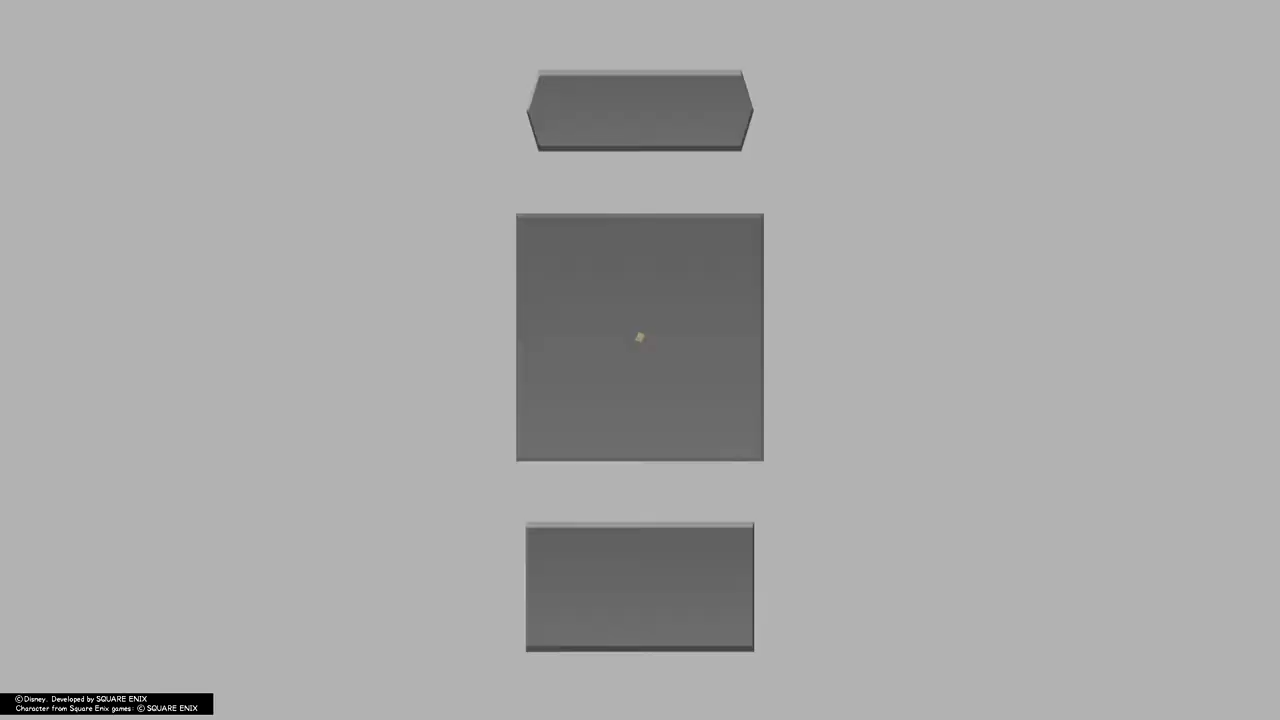 ©Disney. Developed by SQUARE ENIX
Character from Square Enix games: © SQUARE ENIX